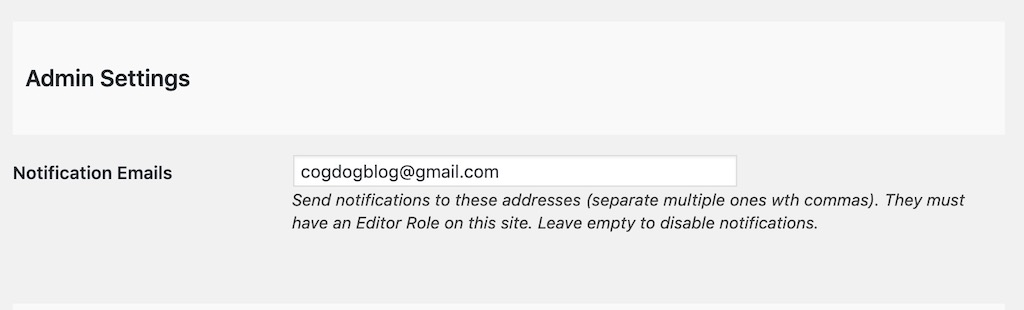 Admin Settings
Notification Emails
cogdogblog@gmail.com
Send notifications to these addresses (separate multiple ones wth commas). They must
have an Editor Role on this site. Leave empty to disable notifications.